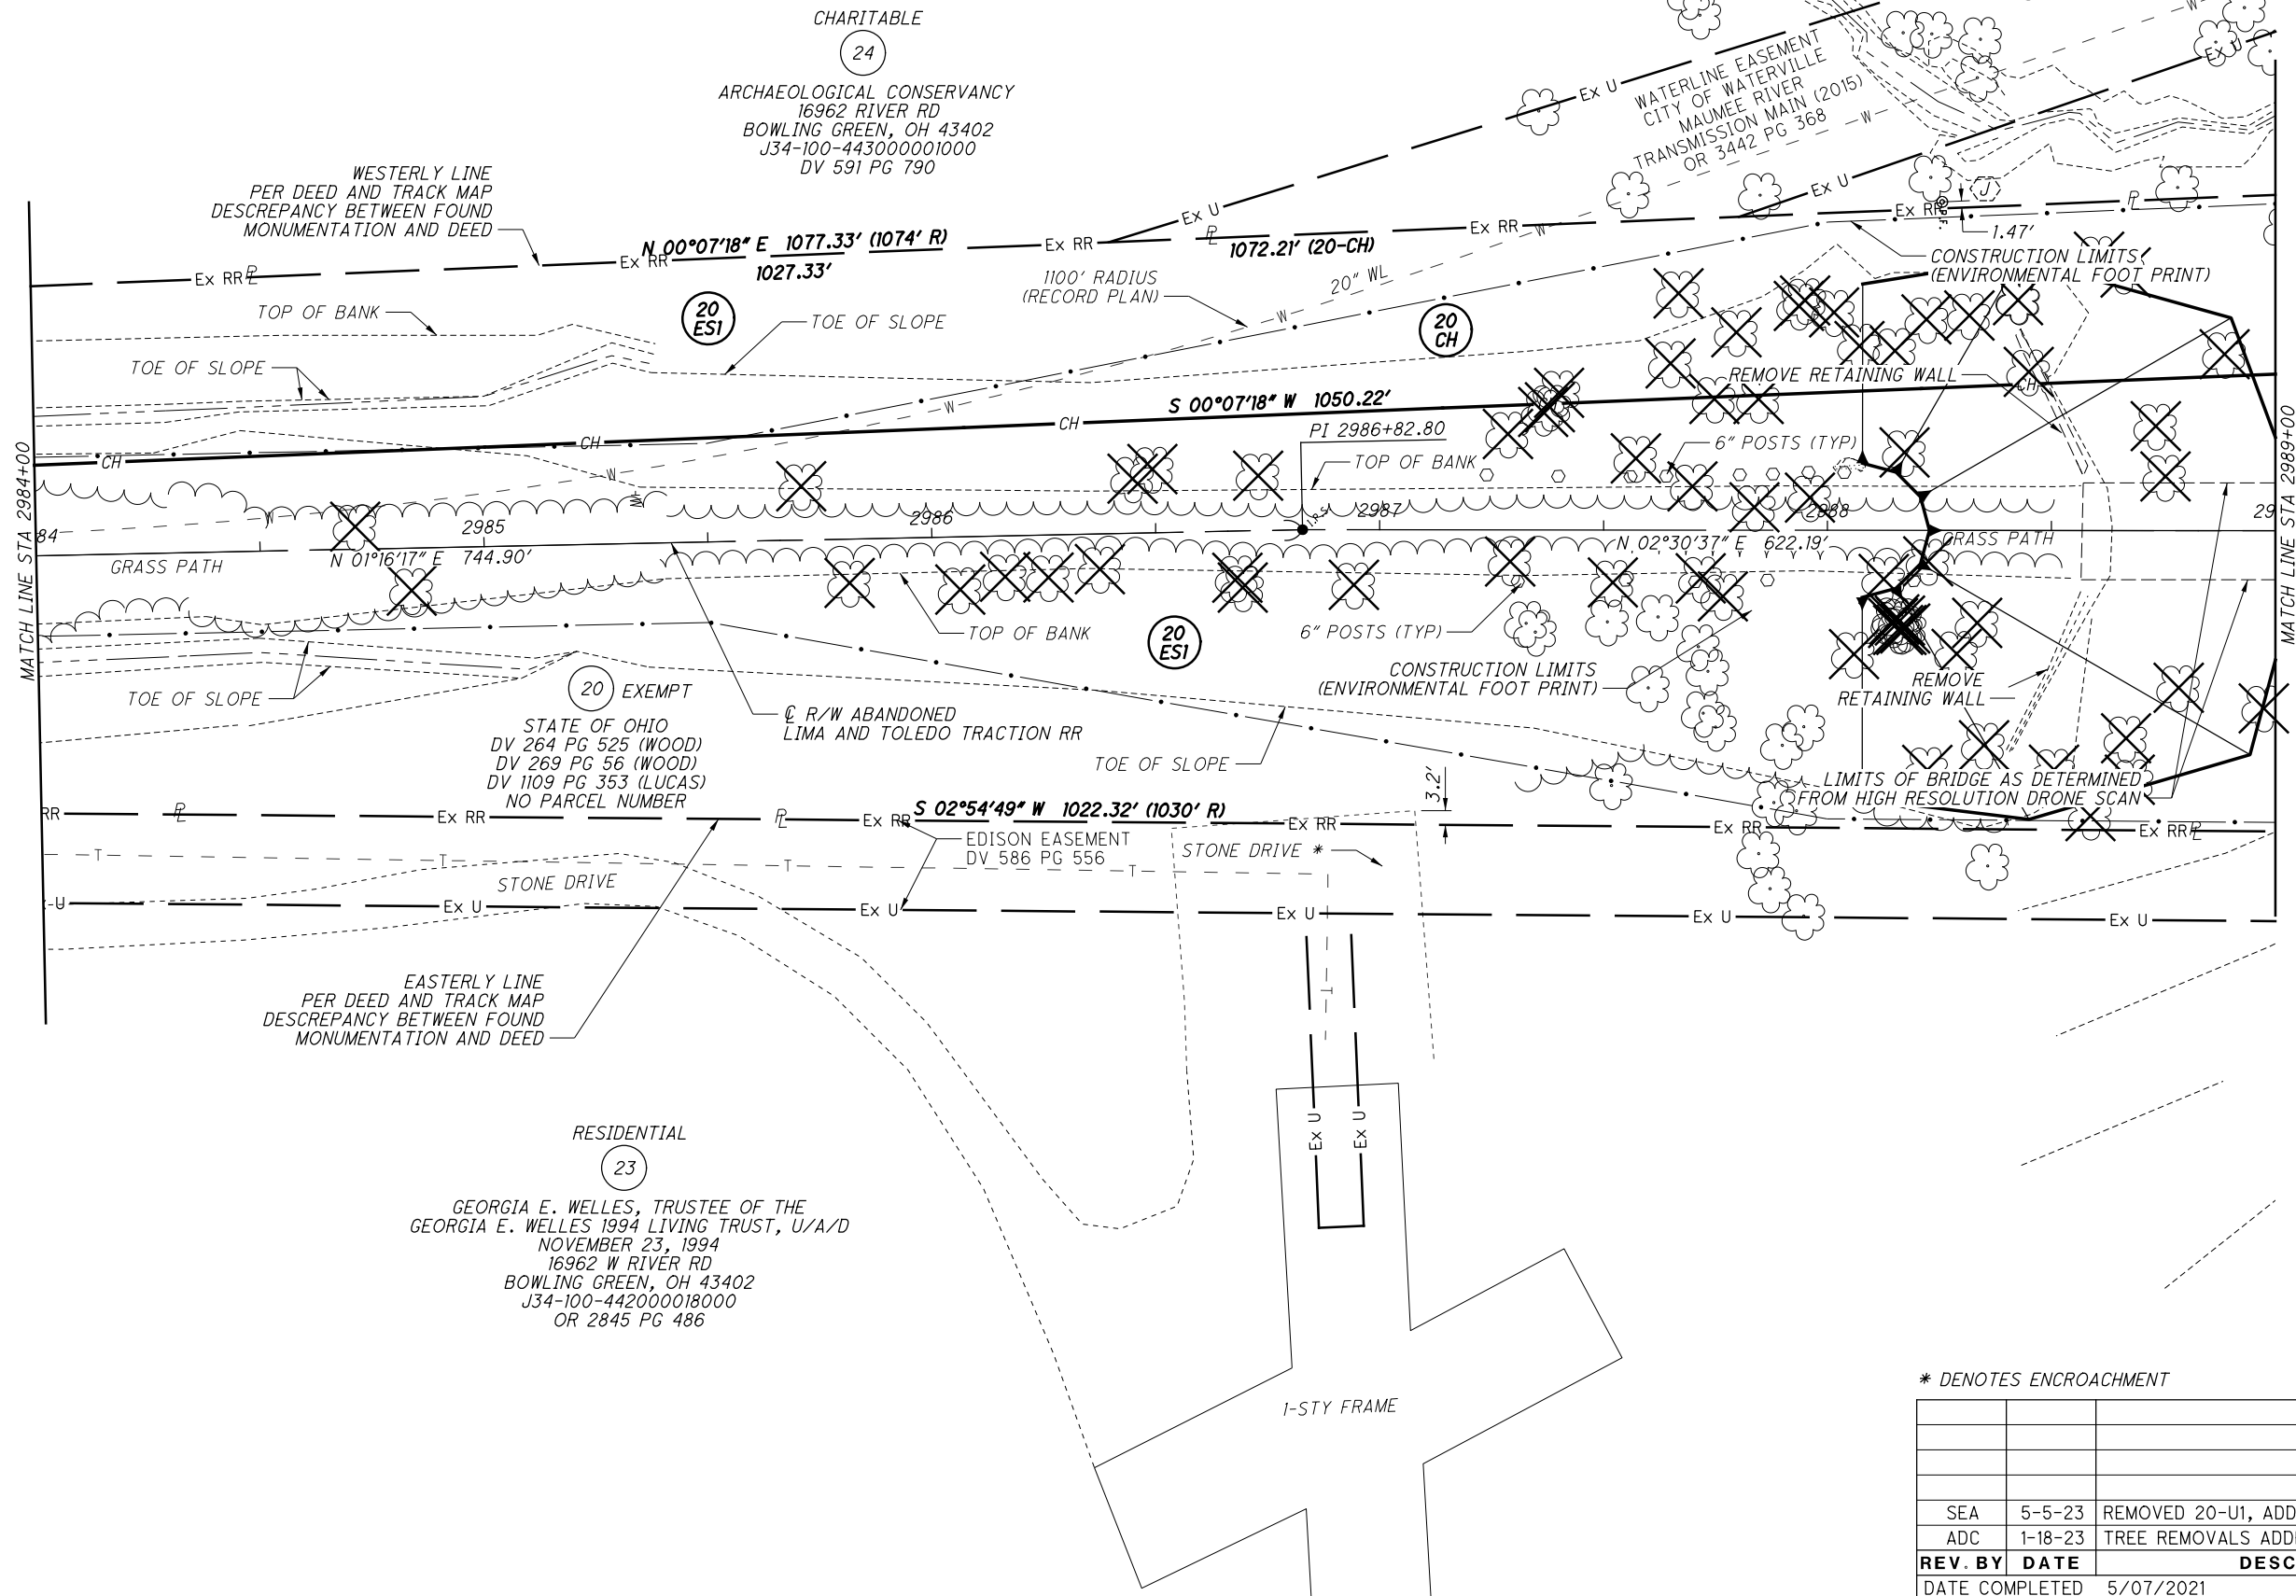 CHARITABLE
24
ARCHAEOLOGICAL CONSERVANCY
16962 RIVER RD
BOWLING GREEN, OH 43402
J34-100-443000001000
DV 591 PG 790
WATERLINE EASEMENT
CITY OF WATERVILLE
MAUMEE RIVER
TRANSMISSION MAIN (2015)
OR 3442 PG 368
Ex U
Ex U
Ex U
Ex U
W
W
WESTERLY LINE
PER DEED AND TRACK MAP
DESCREPANCY BETWEEN FOUND
MONUMENTATION AND DEED
J
1.47'
Ex RR
Ex RR
Ex RR
Ex RR
Ex RR
N 00°07'18" E 1077.33' (1074' R)
1027.33'
1072.21' (20-CH)
CONSTRUCTION LIMITS
(ENVIRONMENTAL FOOT PRINT)
1100' RADIUS
(RECORD PLAN)
20" WL
TOP OF BANK
20
ES1
TOE OF SLOPE
20
CH
TOE OF SLOPE
REMOVE RETAINING WALL
CH
S 00°07'18" W 1050.22'
CH
CH
CH
W
W
W
W
W
PI 2986+82.80
TOP OF BANK
6" POSTS (TYP)
MATCH LINE STA 2984+00
MATCH LINE STA 2989+00
84
2985
2986
I.R.S.
2987
2988
29
GRASS PATH
N 01°16'17" E 744.90'
N 02°30'37" E 622.19'
GRASS PATH
TOP OF BANK
20
ES1
6" POSTS (TYP)
CONSTRUCTION LIMITS
(ENVIRONMENTAL FOOT PRINT)
REMOVE
RETAINING WALL
TOE OF SLOPE
20 EXEMPT
STATE OF OHIO
DV 264 PG 525 (WOOD)
DV 269 PG 56 (WOOD)
DV 1109 PG 353 (LUCAS)
NO PARCEL NUMBER
℄ R/W ABANDONED
LIMA AND TOLEDO TRACTION RR
TOE OF SLOPE
LIMITS OF BRIDGE AS DETERMINED
FROM HIGH RESOLUTION DRONE SCAN
3.2'
S 02°54'49" W 1022.32' (1030' R)
RR
Ex RR
Ex RR
Ex RR
Ex RR
Ex RR
EDISON EASEMENT
DV 586 PG 556
STONE DRIVE *
T
T
T
T
T
STONE DRIVE
U
Ex U
Ex U
Ex U
Ex U
Ex U
EASTERLY LINE
PER DEED AND TRACK MAP
DESCREPANCY BETWEEN FOUND
MONUMENTATION AND DEED
Ex U
Ex U
RESIDENTIAL
23
GEORGIA E. WELLES, TRUSTEE OF THE
GEORGIA E. WELLES 1994 LIVING TRUST, U/A/D
NOVEMBER 23, 1994
16962 W RIVER RD
BOWLING GREEN, OH 43402
J34-100-442000018000
OR 2845 PG 486
1-STY FRAME
* DENOTES ENCROACHMENT
SEA 5-5-23 REMOVED 20-U1, ADD
ADC 1-18-23 TREE REMOVALS ADD
REV. BY DATE DESC
DATE COMPLETED 5/07/2021